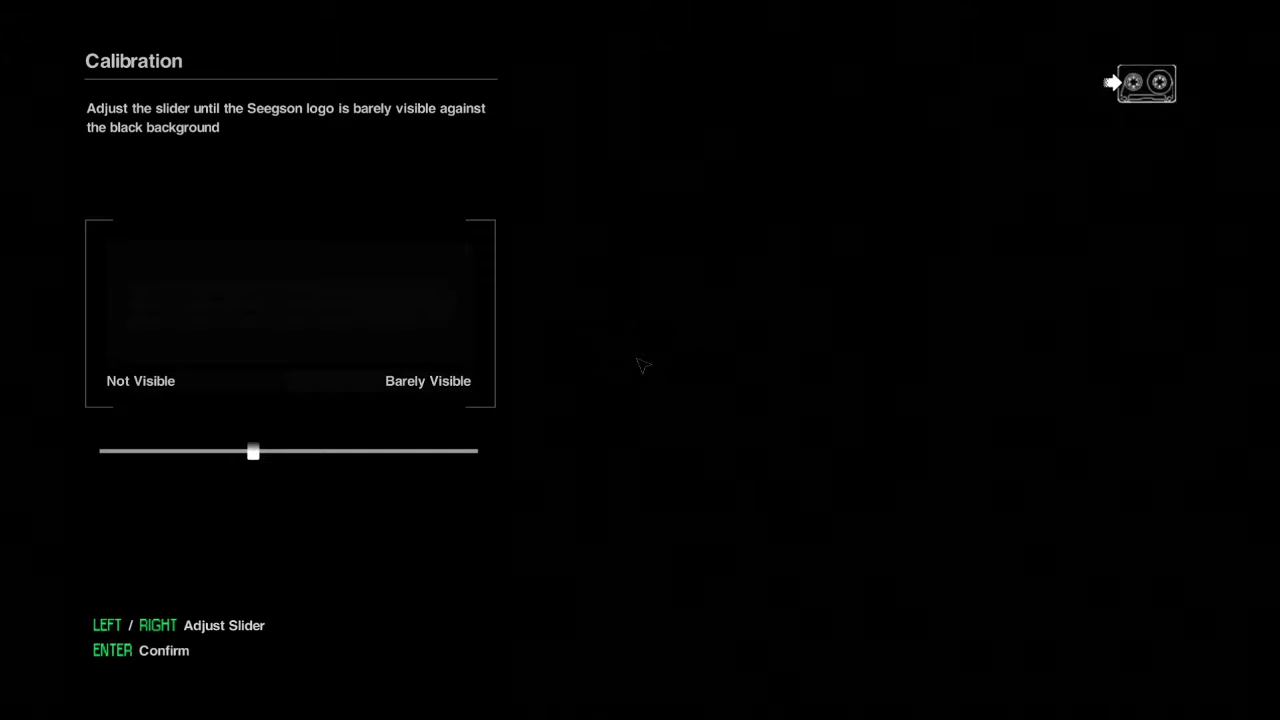 Calibration
Adjust the slider until the Seegson logo is barely visible against
the black background
Not Visible
Barely Visible
LEFT / RIGHT Adjust Slider
ENTER Confirm